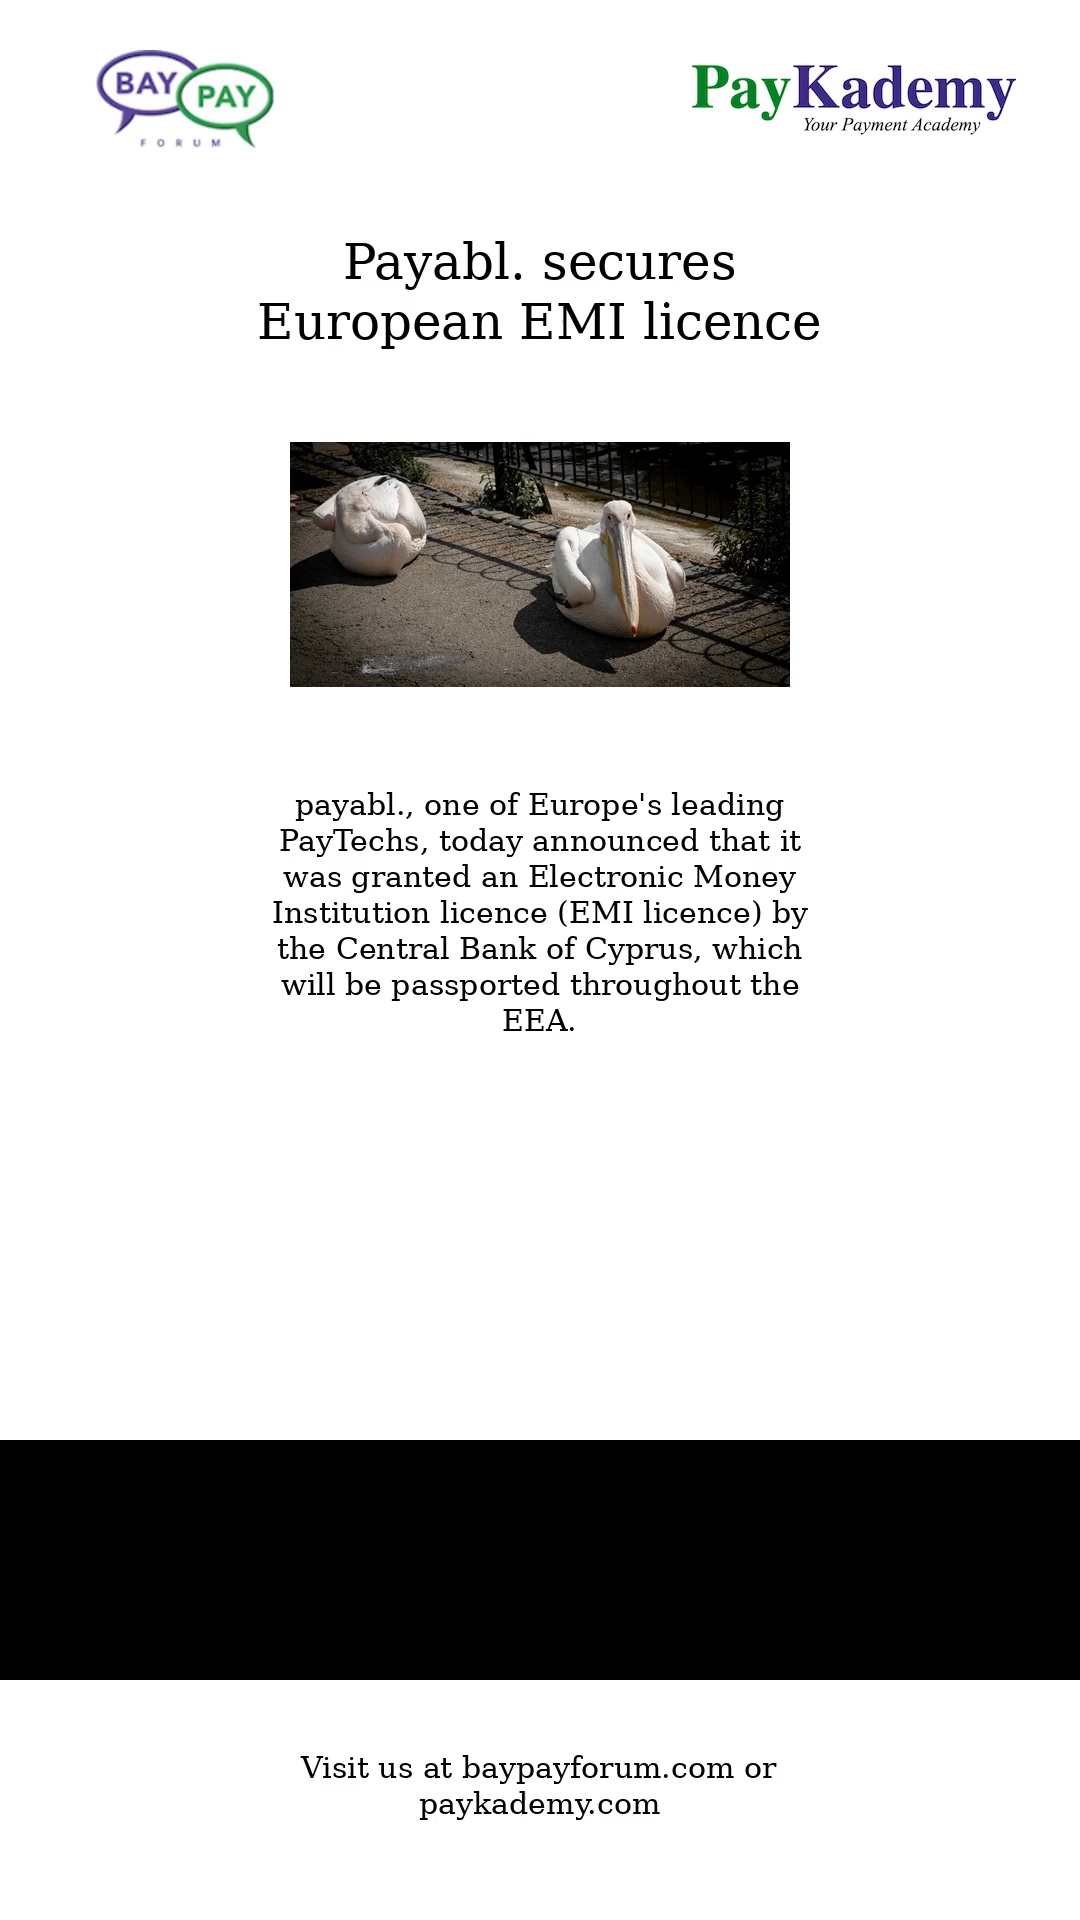 BAY PAY
FORUM
PayKademy
Your Payment Academy
Payabl. secures
European EMI licence
payabl., one of Europe's leading
PayTechs, today announced that it
was granted an Electronic Money
Institution licence (EMI licence) by
the Central Bank of Cyprus, which
will be passported throughout the
EEA.
Visit us at baypayforum.com or
paykademy.com